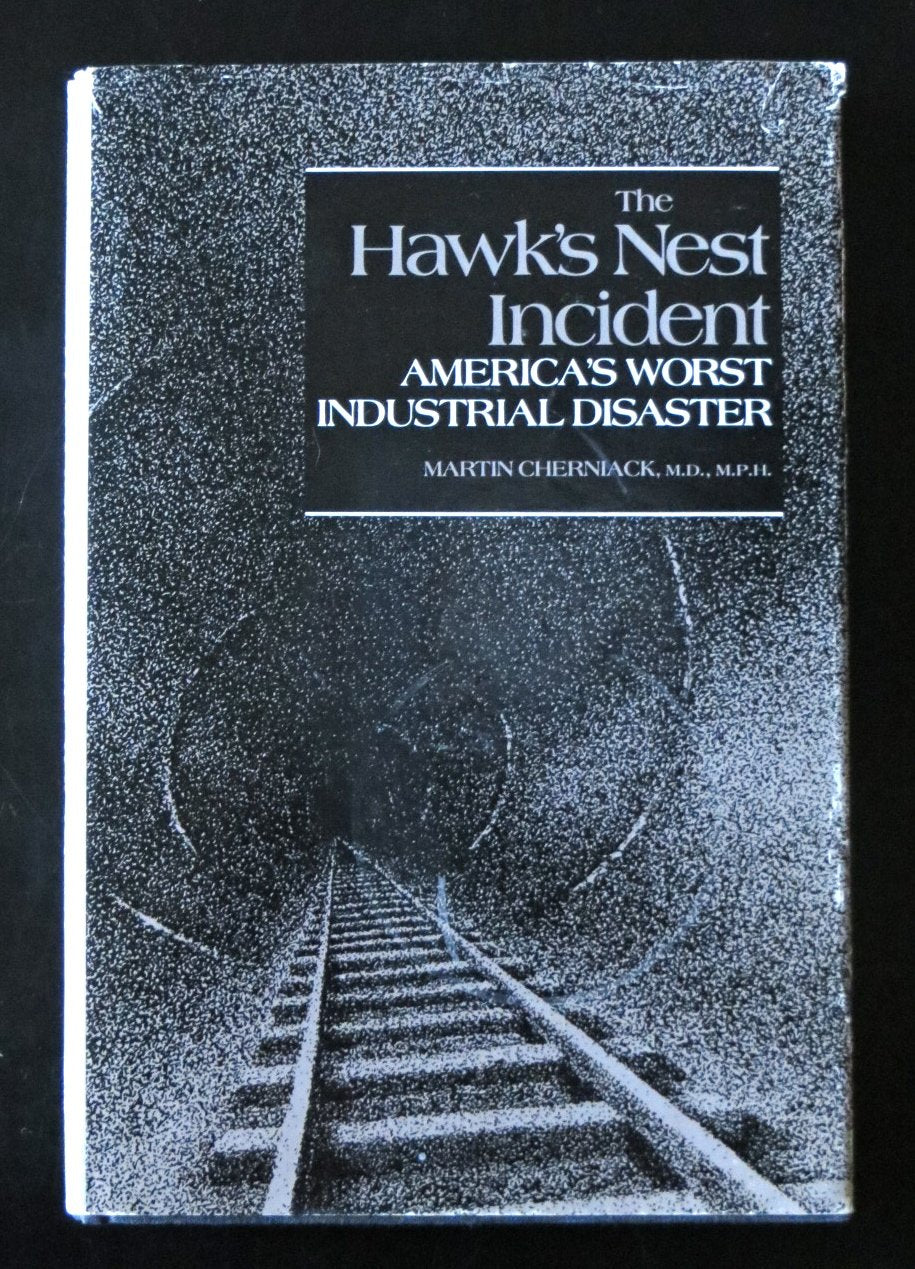 The
Hawk's Nest
Incident
AMERICA'S WORST
INDUSTRIAL DISASTER
MARTIN CHERNIACK, M.D., M.P.H.